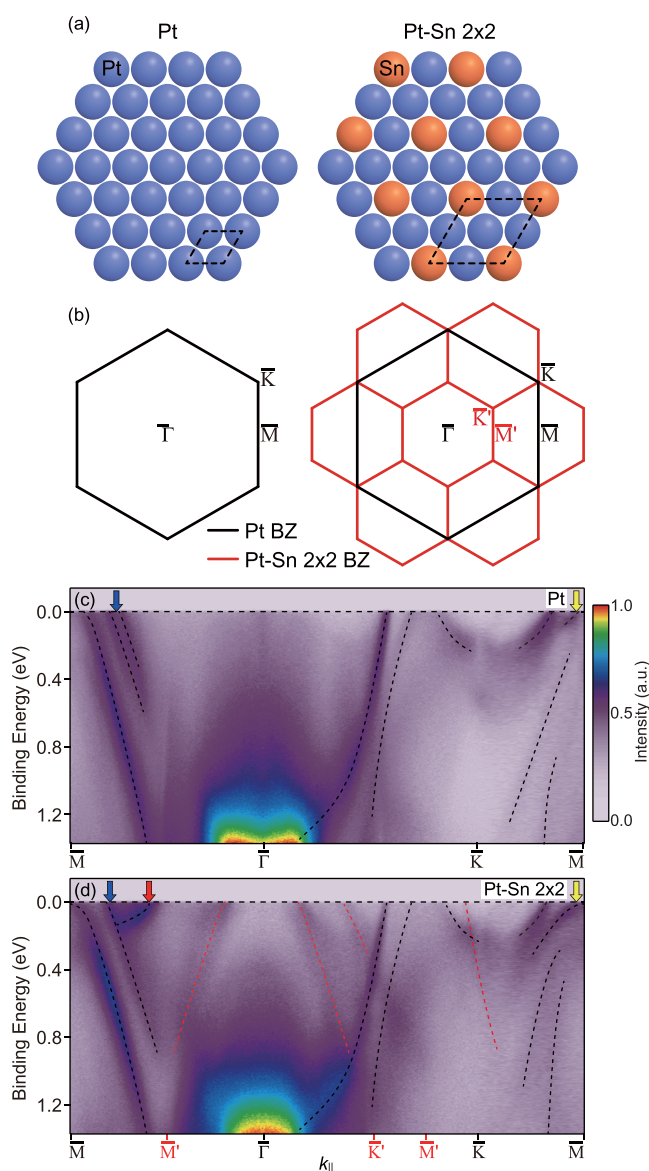 (a) Pt Pt-Sn 2x2
Pt Sn
(b)
K̅ K̅
Γ̅ M̅ K̅' Γ̅ M̅' M̅
Pt BZ
Pt-Sn 2x2 BZ
(c) Pt
0.0
0.4
0.8
1.2
Binding Energy (eV)
1.0
0.5
0.0
Intensity (a.u.)
M̅ Γ̅ K̅ M̅
(d) Pt-Sn 2x2
0.0
0.4
0.8
1.2
Binding Energy (eV)
M̅ M̅' Γ̅ K̅' M̅' K̅ M̅
k||